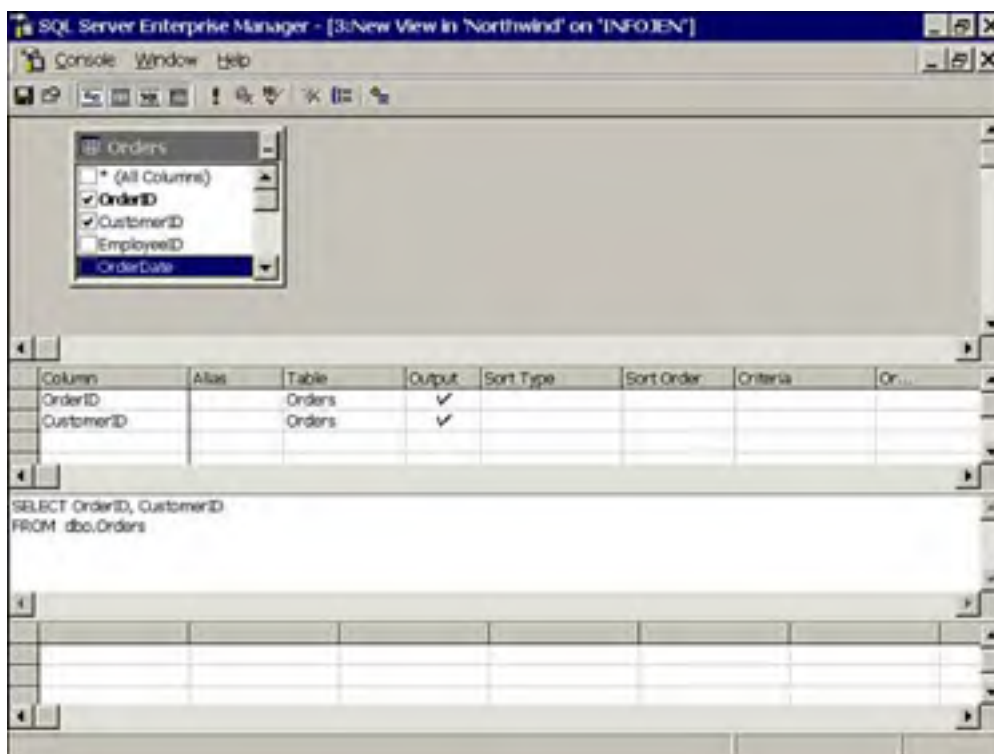 SQL Server Enterprise Manager - [3:New View in 'Northwind' on 'INFOJEN']
Console Window Help
Orders
* (All Columns)
OrderID
CustomerID
EmployeeID
OrderDate
Column Alias Table Output Sort Type Sort Order Criteria Or...
OrderID Orders
CustomerID Orders
SELECT OrderID, CustomerID
FROM dbo.Orders